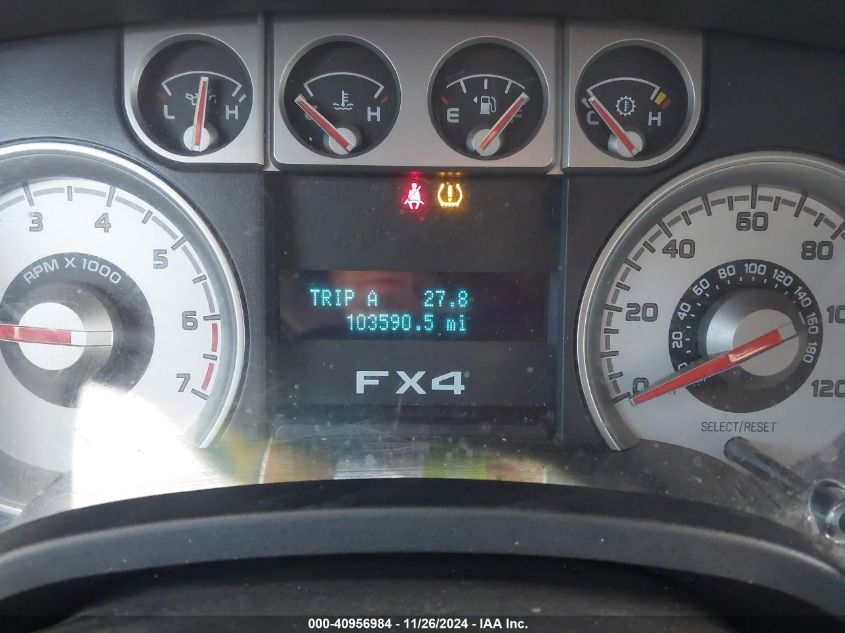 L H
H
E
C H
3 4 5 6 7
RPM X 1000
0 20 40 60 80 120
20 40 60 80 100 120 140 160 180
TRIP A 27.8
103590.5 mi
FX4
SELECT/RESET
000-40956984 - 11/26/2024 - IAA Inc.